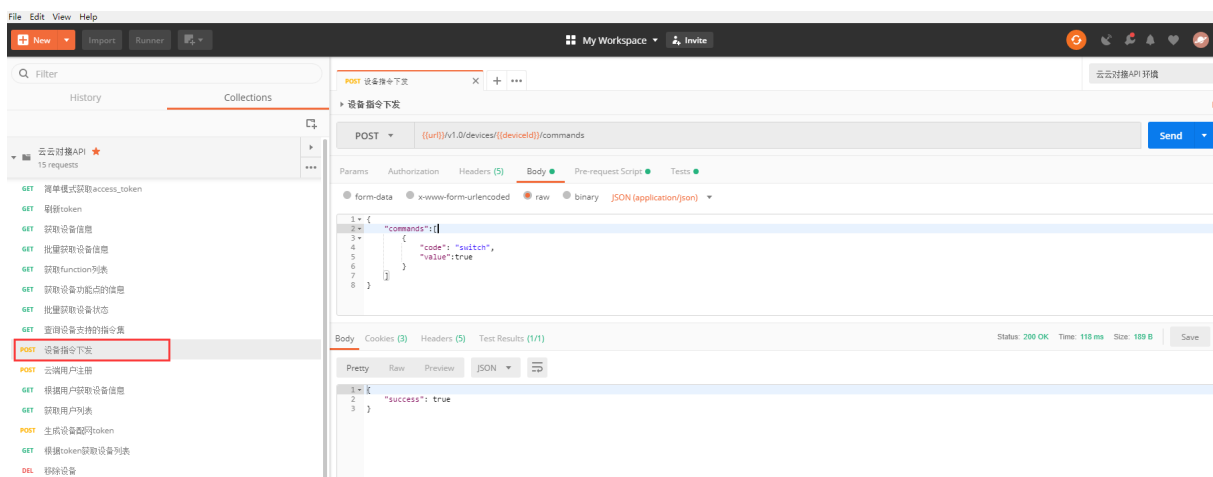 File Edit View Help
New Import Runner My Workspace Invite
Filter
History Collections
云云对接API
15 requests
GET 简单模式获取access_token
GET 刷新token
GET 获取设备信息
GET 批量获取设备信息
GET 获取function列表
GET 获取设备功能点的信息
GET 批量获取设备状态
GET 查询设备支持的指令集
POST 设备指令下发
POST 云端用户注册
GET 根据用户获取设备信息
GET 获取用户列表
POST 生成设备配网token
GET 根据token获取设备列表
DEL 移除设备
POST 设备指令下发
云云对接API 环境
设备指令下发
POST {{url}}/v1.0/devices/{{deviceId}}/commands Send
Params Authorization Headers (5) Body Pre-request Script Tests
form-data x-www-form-urlencoded raw binary JSON (application/json)
1 {
2 "commands":[
3 {
4 "code": "switch",
5 "value":true
6 }
7 ]
8 }
Body Cookies (3) Headers (5) Test Results (1/1) Status: 200 OK Time: 118 ms Size: 189 B Save
Pretty Raw Preview JSON
1 {
2 "success": true
3 }